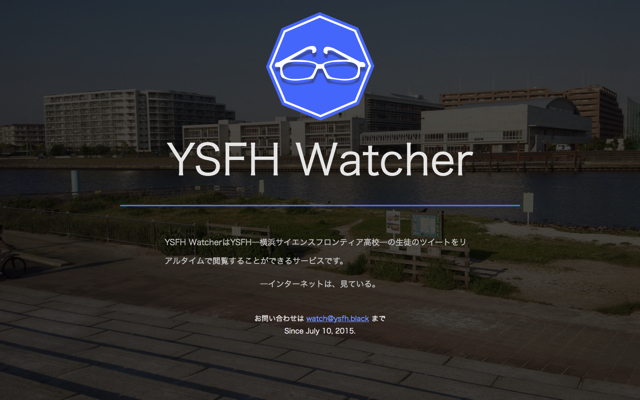 YSFH Watcher
YSFH WatcherはYSFH―横浜サイエンスフロンティア高校―の生徒のツイートをリ
アルタイムで閲覧することができるサービスです。
―インターネットは、見ている。
お問い合わせは watch@ysfh.black まで
Since July 10, 2015.